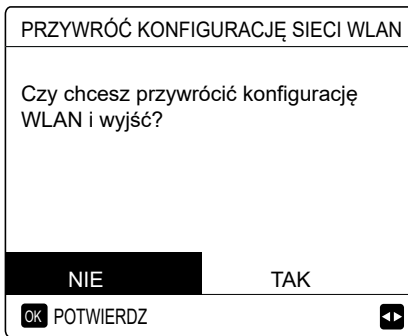 PRZYWRÓĆ KONFIGURACJĘ SIECI WLAN
Czy chcesz przywrócić konfigurację
WLAN i wyjść?
NIE TAK
OK POTWIERDZ